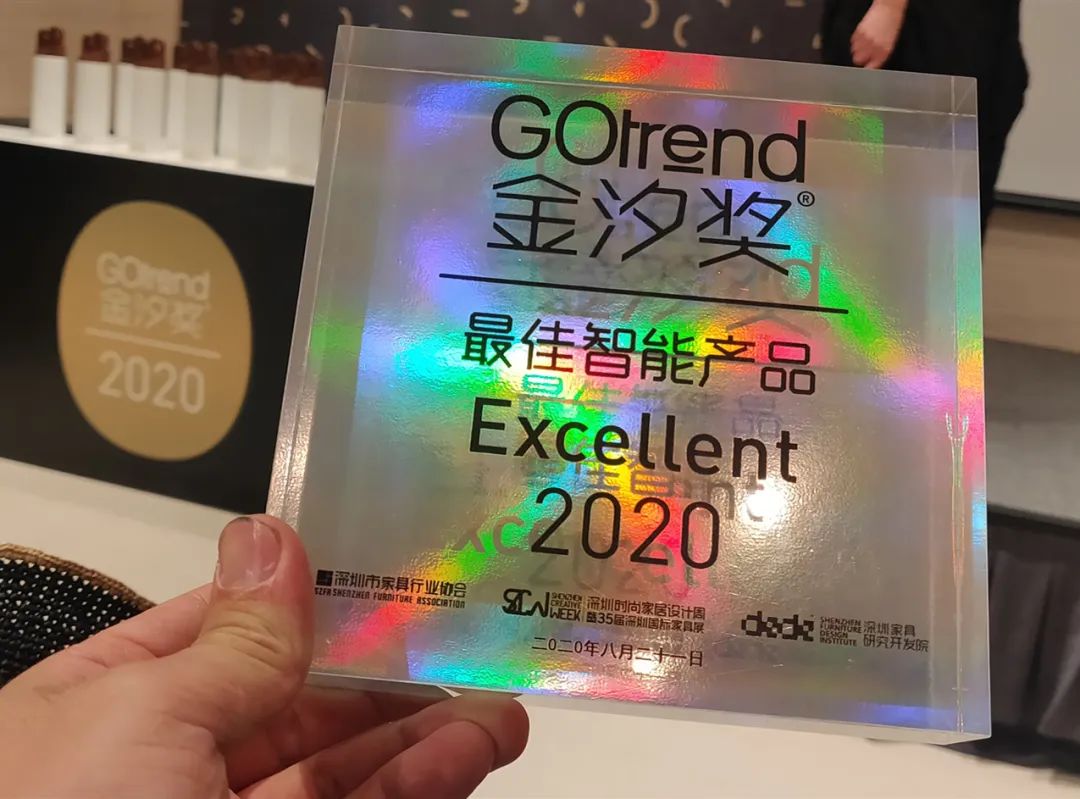 GOtrend
金汐奖®
最佳智能产品
Excellent
2020
深圳市家具行业协会
SZFA SHENZHEN FURNITURE ASSOCIATION
SCW
SHENZHEN
CREATIVE
WEEK
深圳时尚家居设计周
暨35届深圳国际家具展
dede
SHENZHEN
FURNITURE
DESIGN
INSTITUTE
深圳家具
研究开发院
二〇二〇年八月二十一日
GOtrend
金汐奖
2020